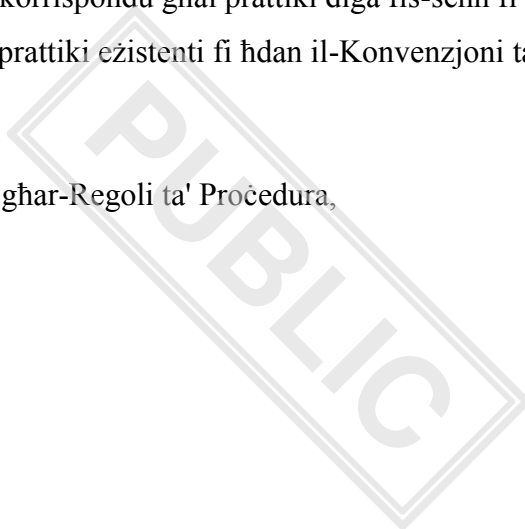 korrispondu għal prattiki diġà fis-seħħ fi
prattiki eżistenti fi ħdan il-Konvenzjoni ta
għar-Regoli ta' Proċedura,
PUBLIC